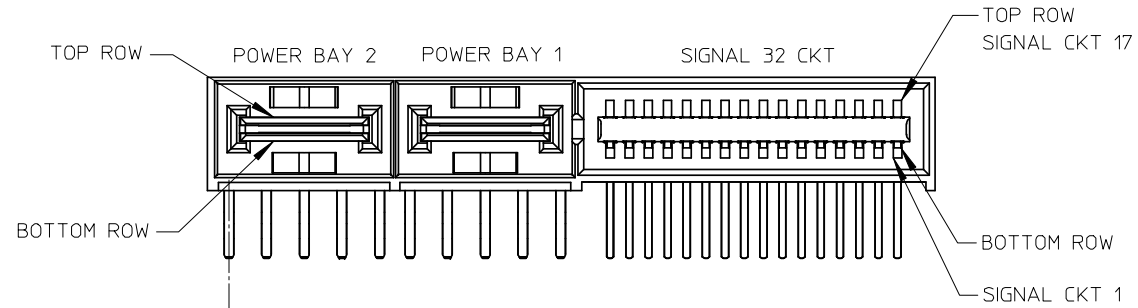 TOP ROW
SIGNAL CKT 17
TOP ROW
POWER BAY 2
POWER BAY 1
SIGNAL 32 CKT
BOTTOM ROW
BOTTOM ROW
SIGNAL CKT 1